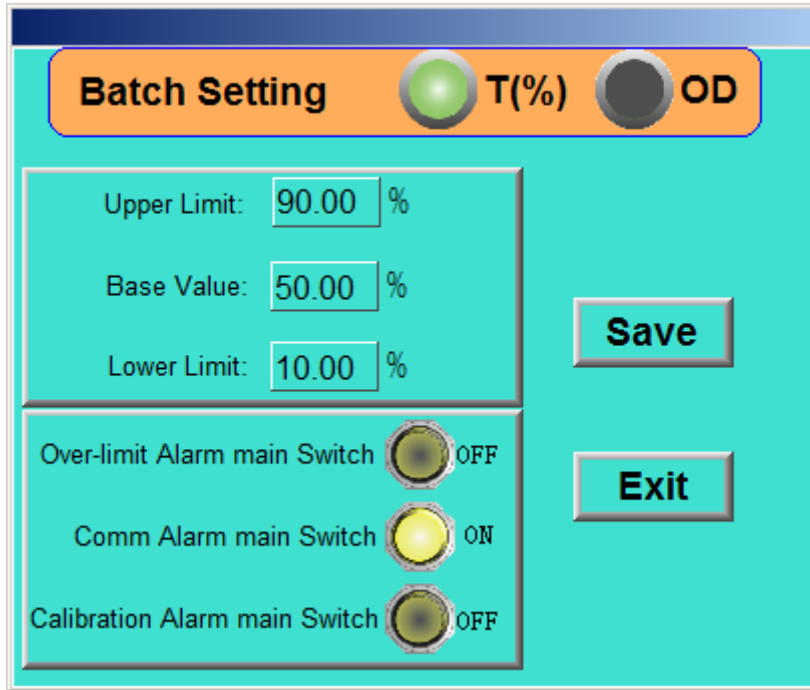 Batch Setting T(%) OD
Upper Limit: 90.00 %
Base Value: 50.00 %
Lower Limit: 10.00 %
Save
Over-limit Alarm main Switch OFF
Exit
Comm Alarm main Switch ON
Calibration Alarm main Switch OFF